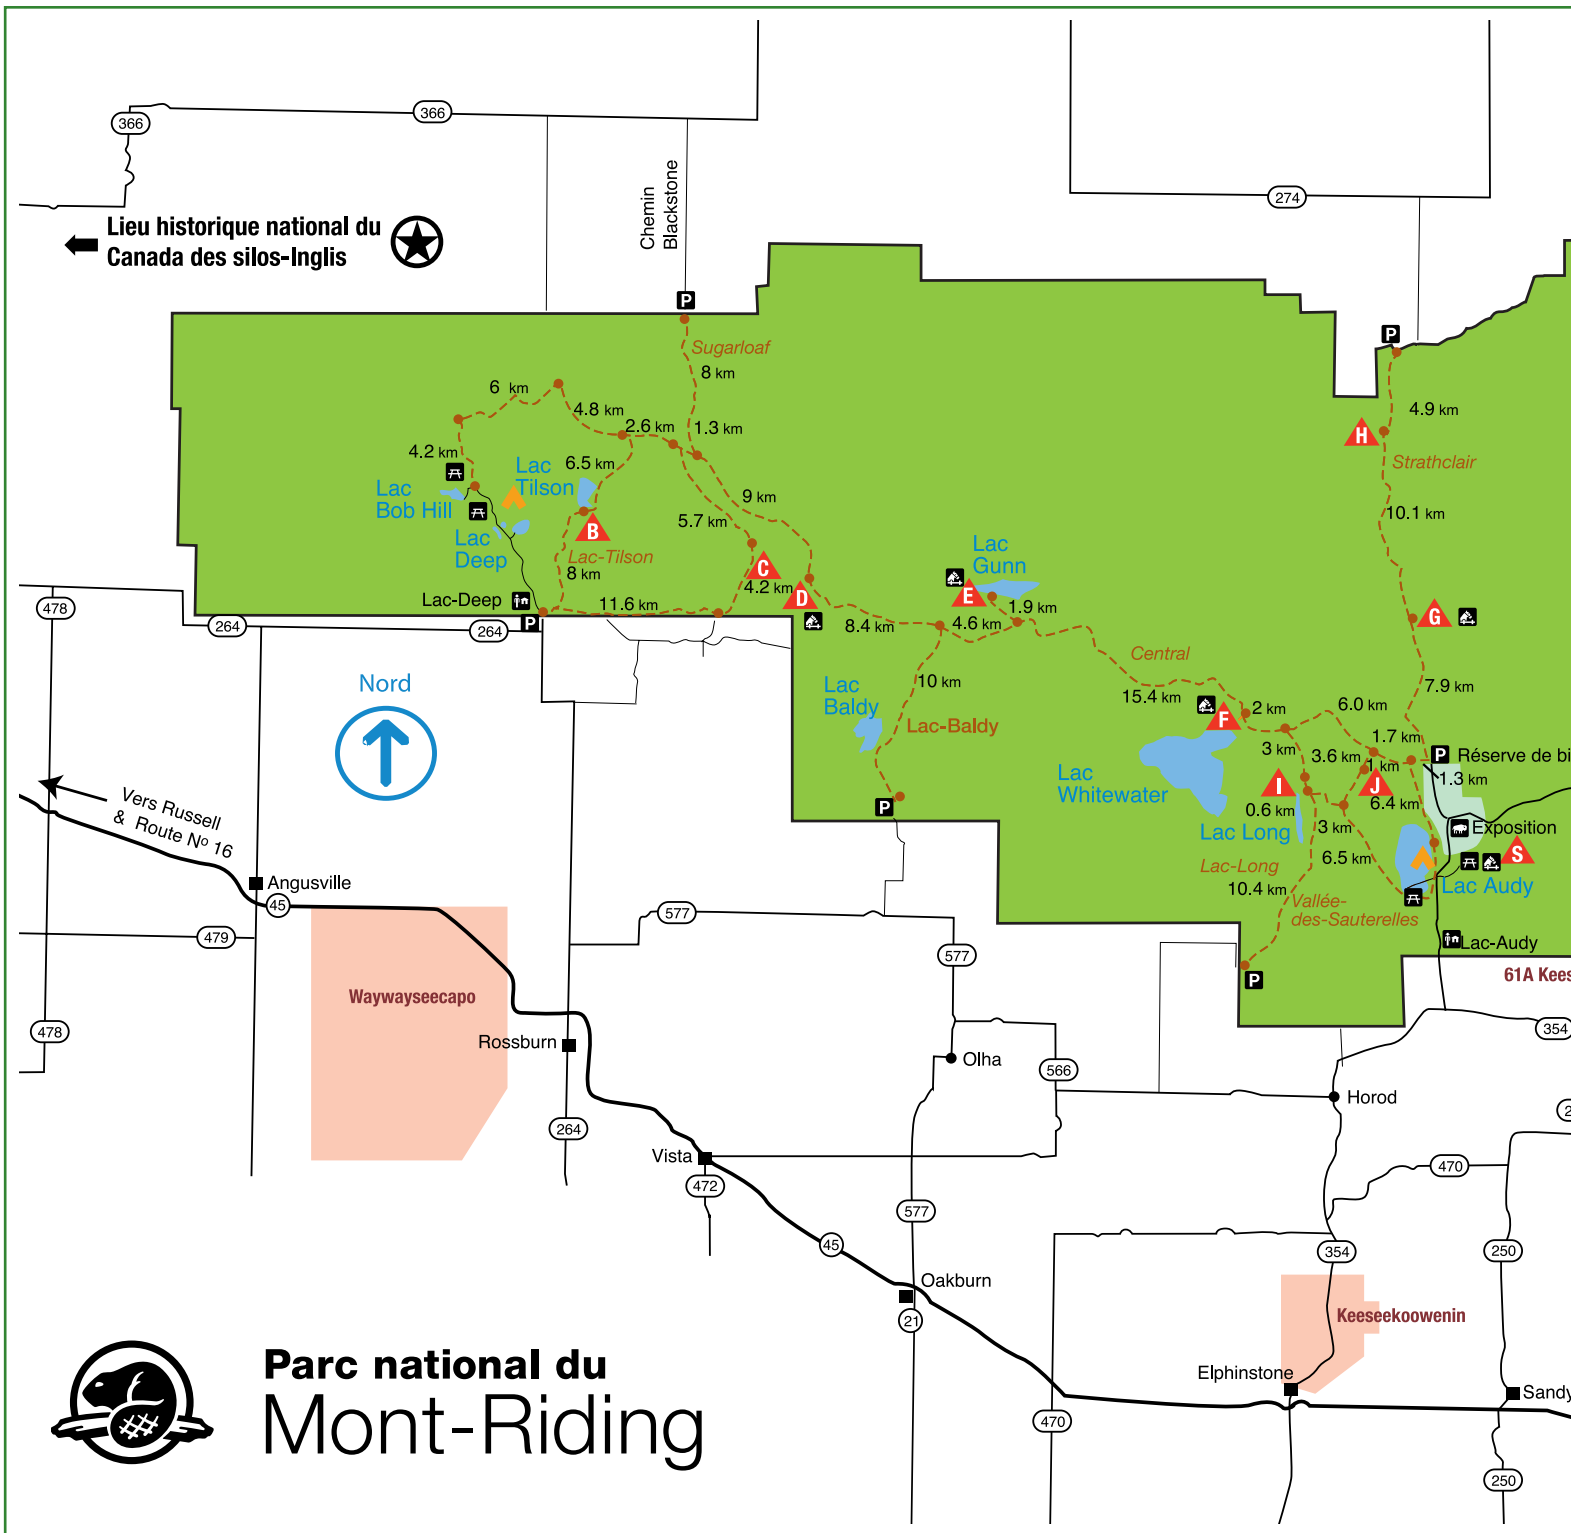 366
366
274
Lieu historique national du
Canada des silos-Inglis
Chemin
Blackstone
P
P
Sugarloaf
8 km
6 km
4.8 km
2.6 km
1.3 km
4.9 km
H
Strathclair
4.2 km
6.5 km
Lac
Tilson
Lac
Bob Hill
9 km
5.7 km
10.1 km
B
Lac
Deep
Lac-Tilson
8 km
C
4.2 km
D
Lac
Gunn
E
1.9 km
G
Lac-Deep
11.6 km
P
8.4 km
4.6 km
478
264
264
Central
15.4 km
10 km
7.9 km
Nord
Lac
Baldy
Lac-Baldy
F
2 km
6.0 km
1.7 km
3 km
3.6 km
1 km
P
Réserve de bi
1.3 km
Lac
Whitewater
I
J
0.6 km
6.4 km
P
Lac Long
3 km
Exposition
Vers Russell
& Route Nº 16
6.5 km
S
Lac-Long
10.4 km
Lac Audy
Vallée-
des-Sauterelles
Angusville
45
577
479
577
Lac-Audy
P
61A Kees
Waywayseecapo
478
354
Rossburn
Olha
566
Horod
2
264
Vista
472
470
577
45
354
250
Oakburn
21
Keeseekoowenin
Parc national du
Mont-Riding
Elphinstone
Sandy
470
250